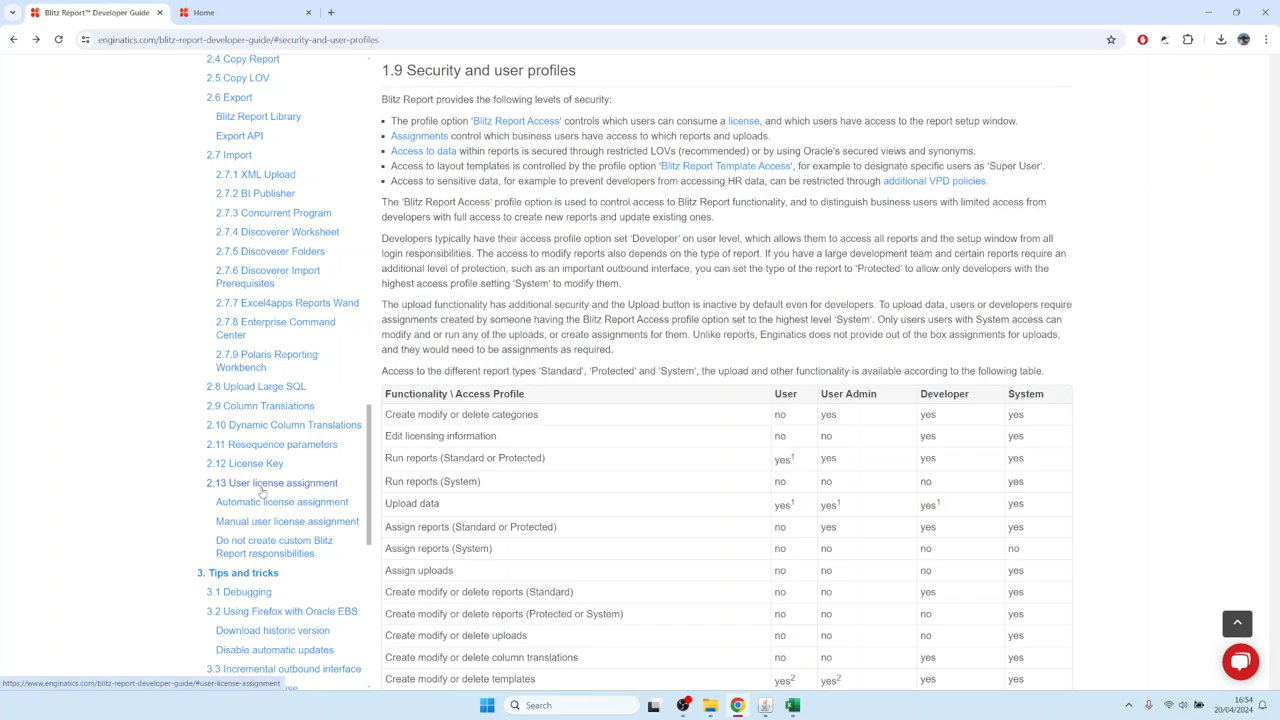 Blitz Report™ Developer Guide
Home
enginatics.com/blitz-report-developer-guide/#security-and-user-profiles
2.4 Copy Report
2.5 Copy LOV
2.6 Export
Blitz Report Library
Export API
2.7 Import
2.7.1 XML Upload
2.7.2 BI Publisher
2.7.3 Concurrent Program
2.7.4 Discoverer Worksheet
2.7.5 Discoverer Folders
2.7.6 Discoverer Import
Prerequisites
2.7.7 Excel4apps Reports Wand
2.7.8 Enterprise Command
Center
2.7.9 Polaris Reporting
Workbench
2.8 Upload Large SQL
2.9 Column Translations
2.10 Dynamic Column Translations
2.11 Resequence parameters
2.12 License Key
2.13 User license assignment
Automatic license assignment
Manual user license assignment
Do not create custom Blitz
Report responsibilities
3. Tips and tricks
3.1 Debugging
3.2 Using Firefox with Oracle EBS
Download historic version
Disable automatic updates
3.3 Incremental outbound interface
https://www.enginatics.com/blitz-report-developer-guide/#user-license-assignment
1.9 Security and user profiles
Blitz Report provides the following levels of security:
▪ The profile option 'Blitz Report Access' controls which users can consume a license, and which users have access to the report setup window.
▪ Assignments control which business users have access to which reports and uploads.
▪ Access to data within reports is secured through restricted LOVs (recommended) or by using Oracle's secured views and synonyms.
▪ Access to layout templates is controlled by the profile option 'Blitz Report Template Access', for example to designate specific users as 'Super User'.
▪ Access to sensitive data, for example to prevent developers from accessing HR data, can be restricted through additional VPD policies.
The 'Blitz Report Access' profile option is used to control access to Blitz Report functionality, and to distinguish business users with limited access from
developers with full access to create new reports and update existing ones.
Developers typically have their access profile option set 'Developer' on user level, which allows them to access all reports and the setup window from all
login responsibilities. The access to modify reports also depends on the type of report. If you have a large development team and certain reports require an
additional level of protection, such as an important outbound interface, you can set the type of the report to 'Protected' to allow only developers with the
highest access profile setting 'System' to modify them.
The upload functionality has additional security and the Upload button is inactive by default even for developers. To upload data, users or developers require
assignments created by someone having the Blitz Report Access profile option set to the highest level 'System'. Only users users with System access can
modify and or run any of the uploads, or create assignments for them. Unlike reports, Enginatics does not provide out of the box assignments for uploads,
and they would need to be assignments as required.
Access to the different report types 'Standard', 'Protected' and 'System', the upload and other functionality is available according to the following table.
Functionality \ Access Profile User User Admin Developer System
Create modify or delete categories no yes yes yes
Edit licensing information no no yes yes
Run reports (Standard or Protected) yes1 yes yes yes
Run reports (System) no no no yes
Upload data yes1 yes1 yes1 yes
Assign reports (Standard or Protected) no yes yes yes
Assign reports (System) no no no no
Assign uploads no no no yes
Create modify or delete reports (Standard) no no yes yes
Create modify or delete reports (Protected or System) no no no yes
Create modify or delete uploads no no no yes
Create modify or delete column translations no no yes yes
Create modify or delete templates yes2 yes2 yes yes
Search
16:54
20/04/2024